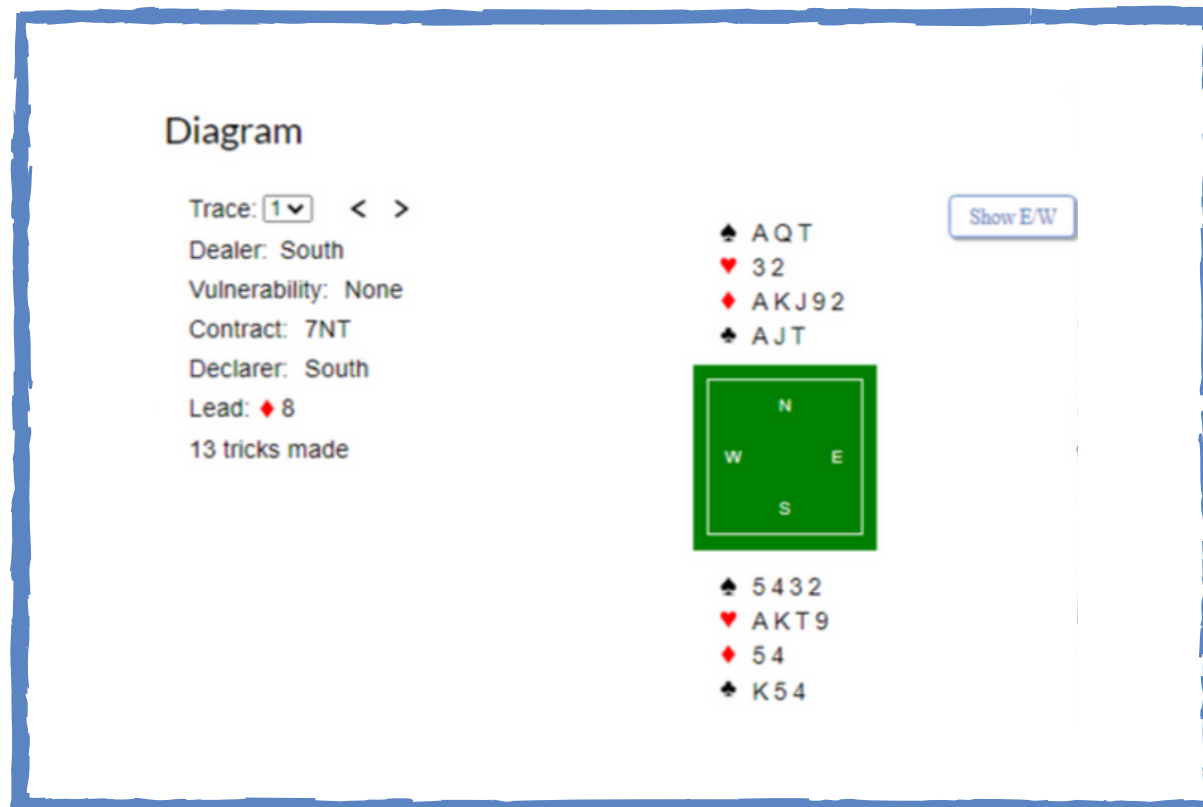 Diagram
Trace: 1 < >
Dealer: South
Vulnerability: None
Contract: 7NT
Declarer: South
Lead: ♦ 8
13 tricks made
Show E/W
♠ A Q T
♥ 3 2
♦ A K J 9 2
♣ A J T
N
W E
S
♠ 5 4 3 2
♥ A K T 9
♦ 5 4
♣ K 5 4